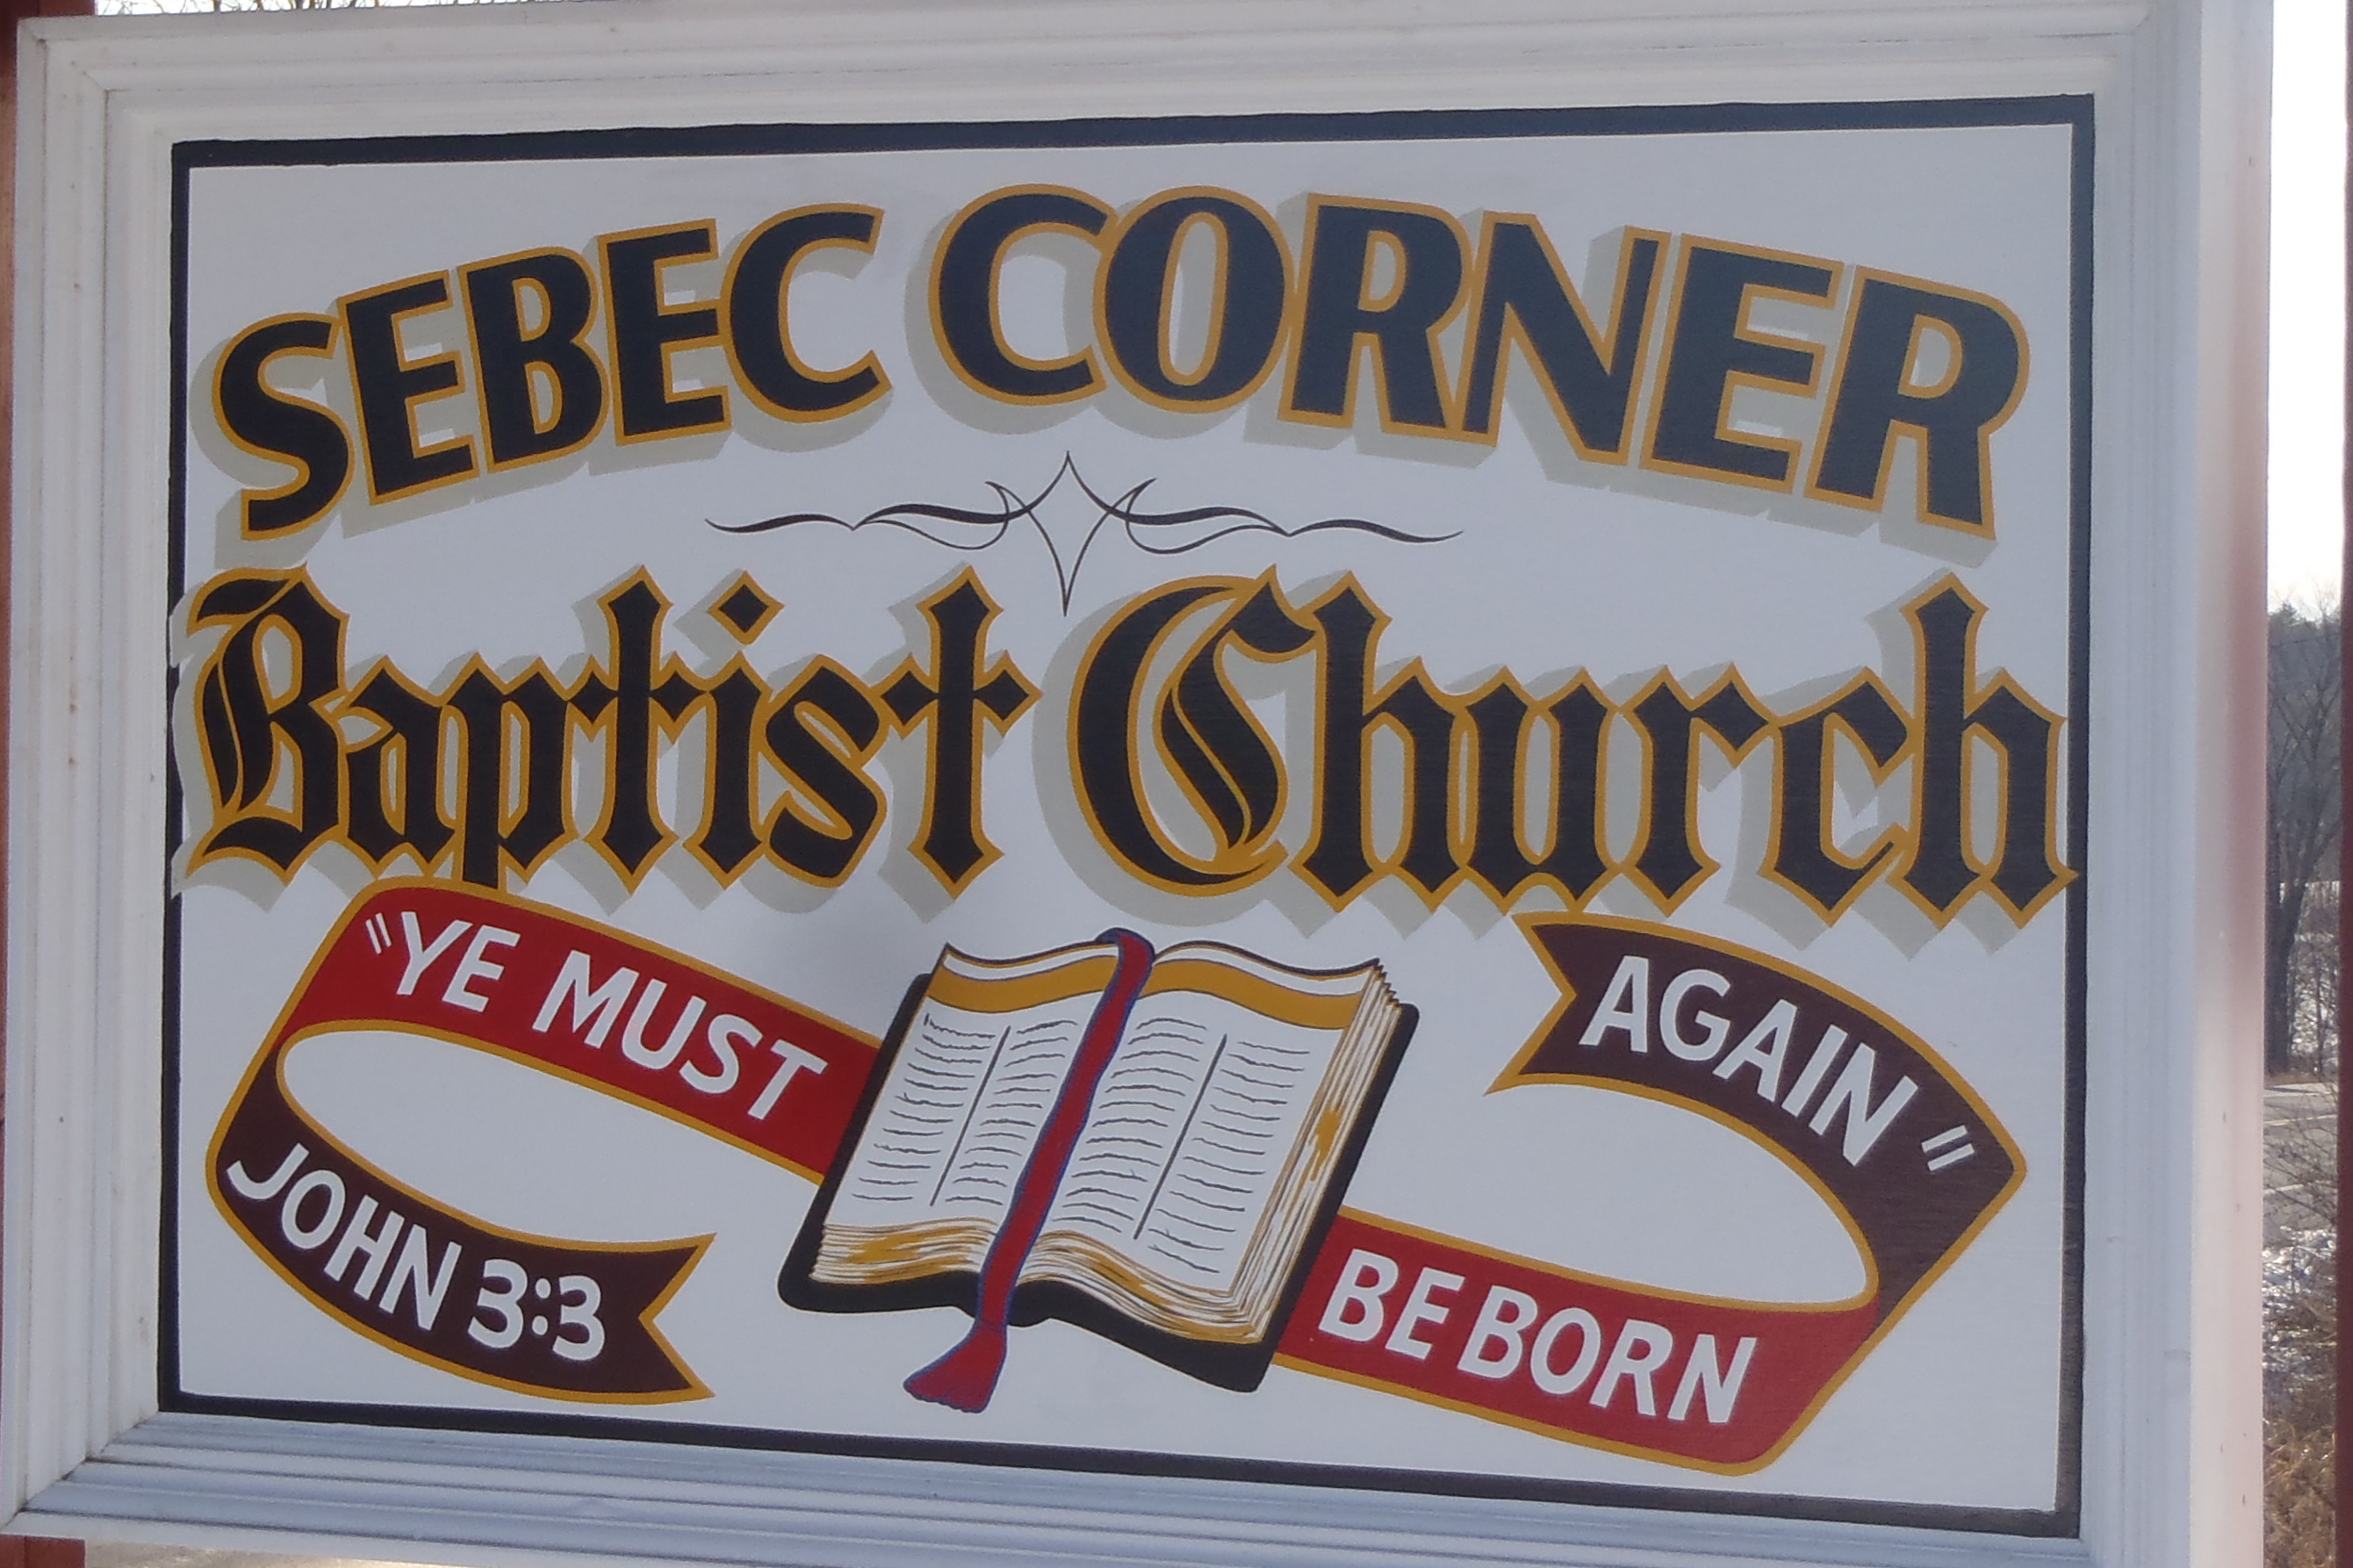 SEBEC CORNER
Baptist Church
"YE MUST
BE BORN
AGAIN"
JOHN 3:3